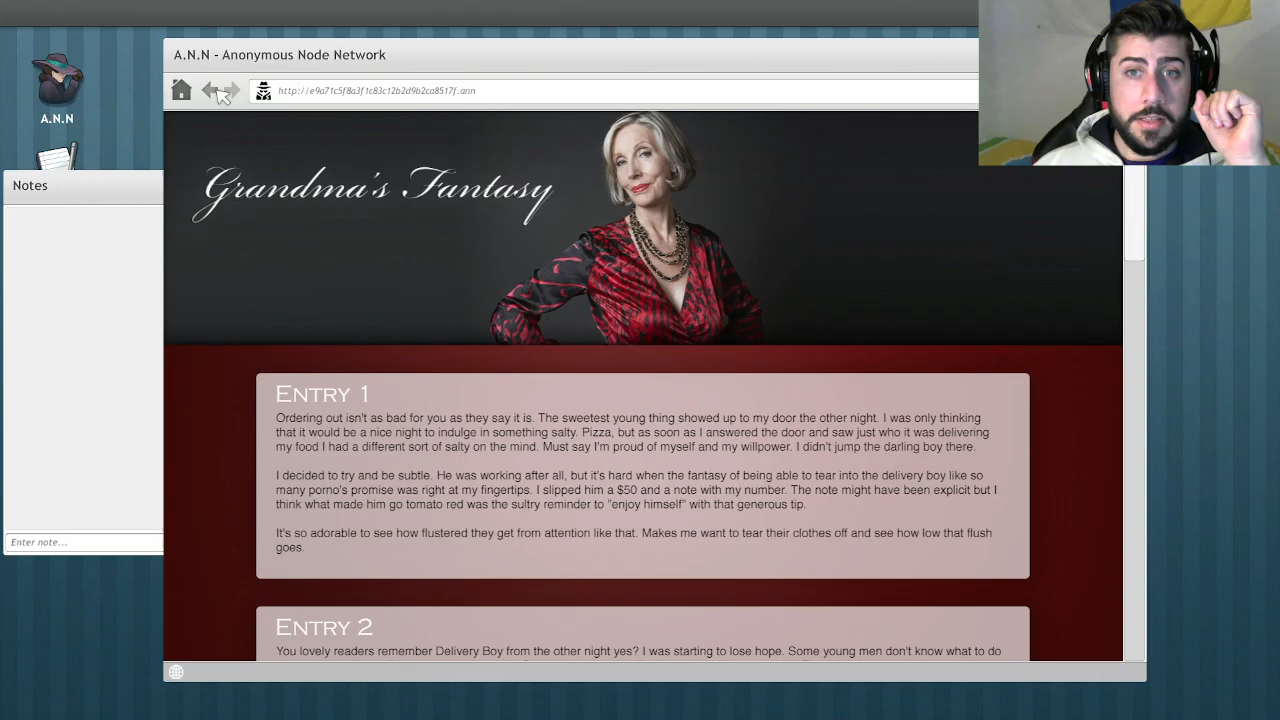 A.N.N - Anonymous Node Network
http://e9a71c5f8a3f1c83c12b2d9b2ca8517f.ann
A.N.N
Notes
Enter note...
Grandma's Fantasy
Entry 1
Ordering out isn't as bad for you as they say it is. The sweetest young thing showed up to my door the other night. I was only thinking
that it would be a nice night to indulge in something salty. Pizza, but as soon as I answered the door and saw just who it was delivering
my food I had a different sort of salty on the mind. Must say I'm proud of myself and my willpower. I didn't jump the darling boy there.
I decided to try and be subtle. He was working after all, but it's hard when the fantasy of being able to tear into the delivery boy like so
many porno's promise was right at my fingertips. I slipped him a $50 and a note with my number. The note might have been explicit but I
think what made him go tomato red was the sultry reminder to "enjoy himself" with that generous tip.
It's so adorable to see how flustered they get from attention like that. Makes me want to tear their clothes off and see how low that flush
goes.
Entry 2
You lovely readers remember Delivery Boy from the other night yes? I was starting to lose hope. Some young men don't know what to do